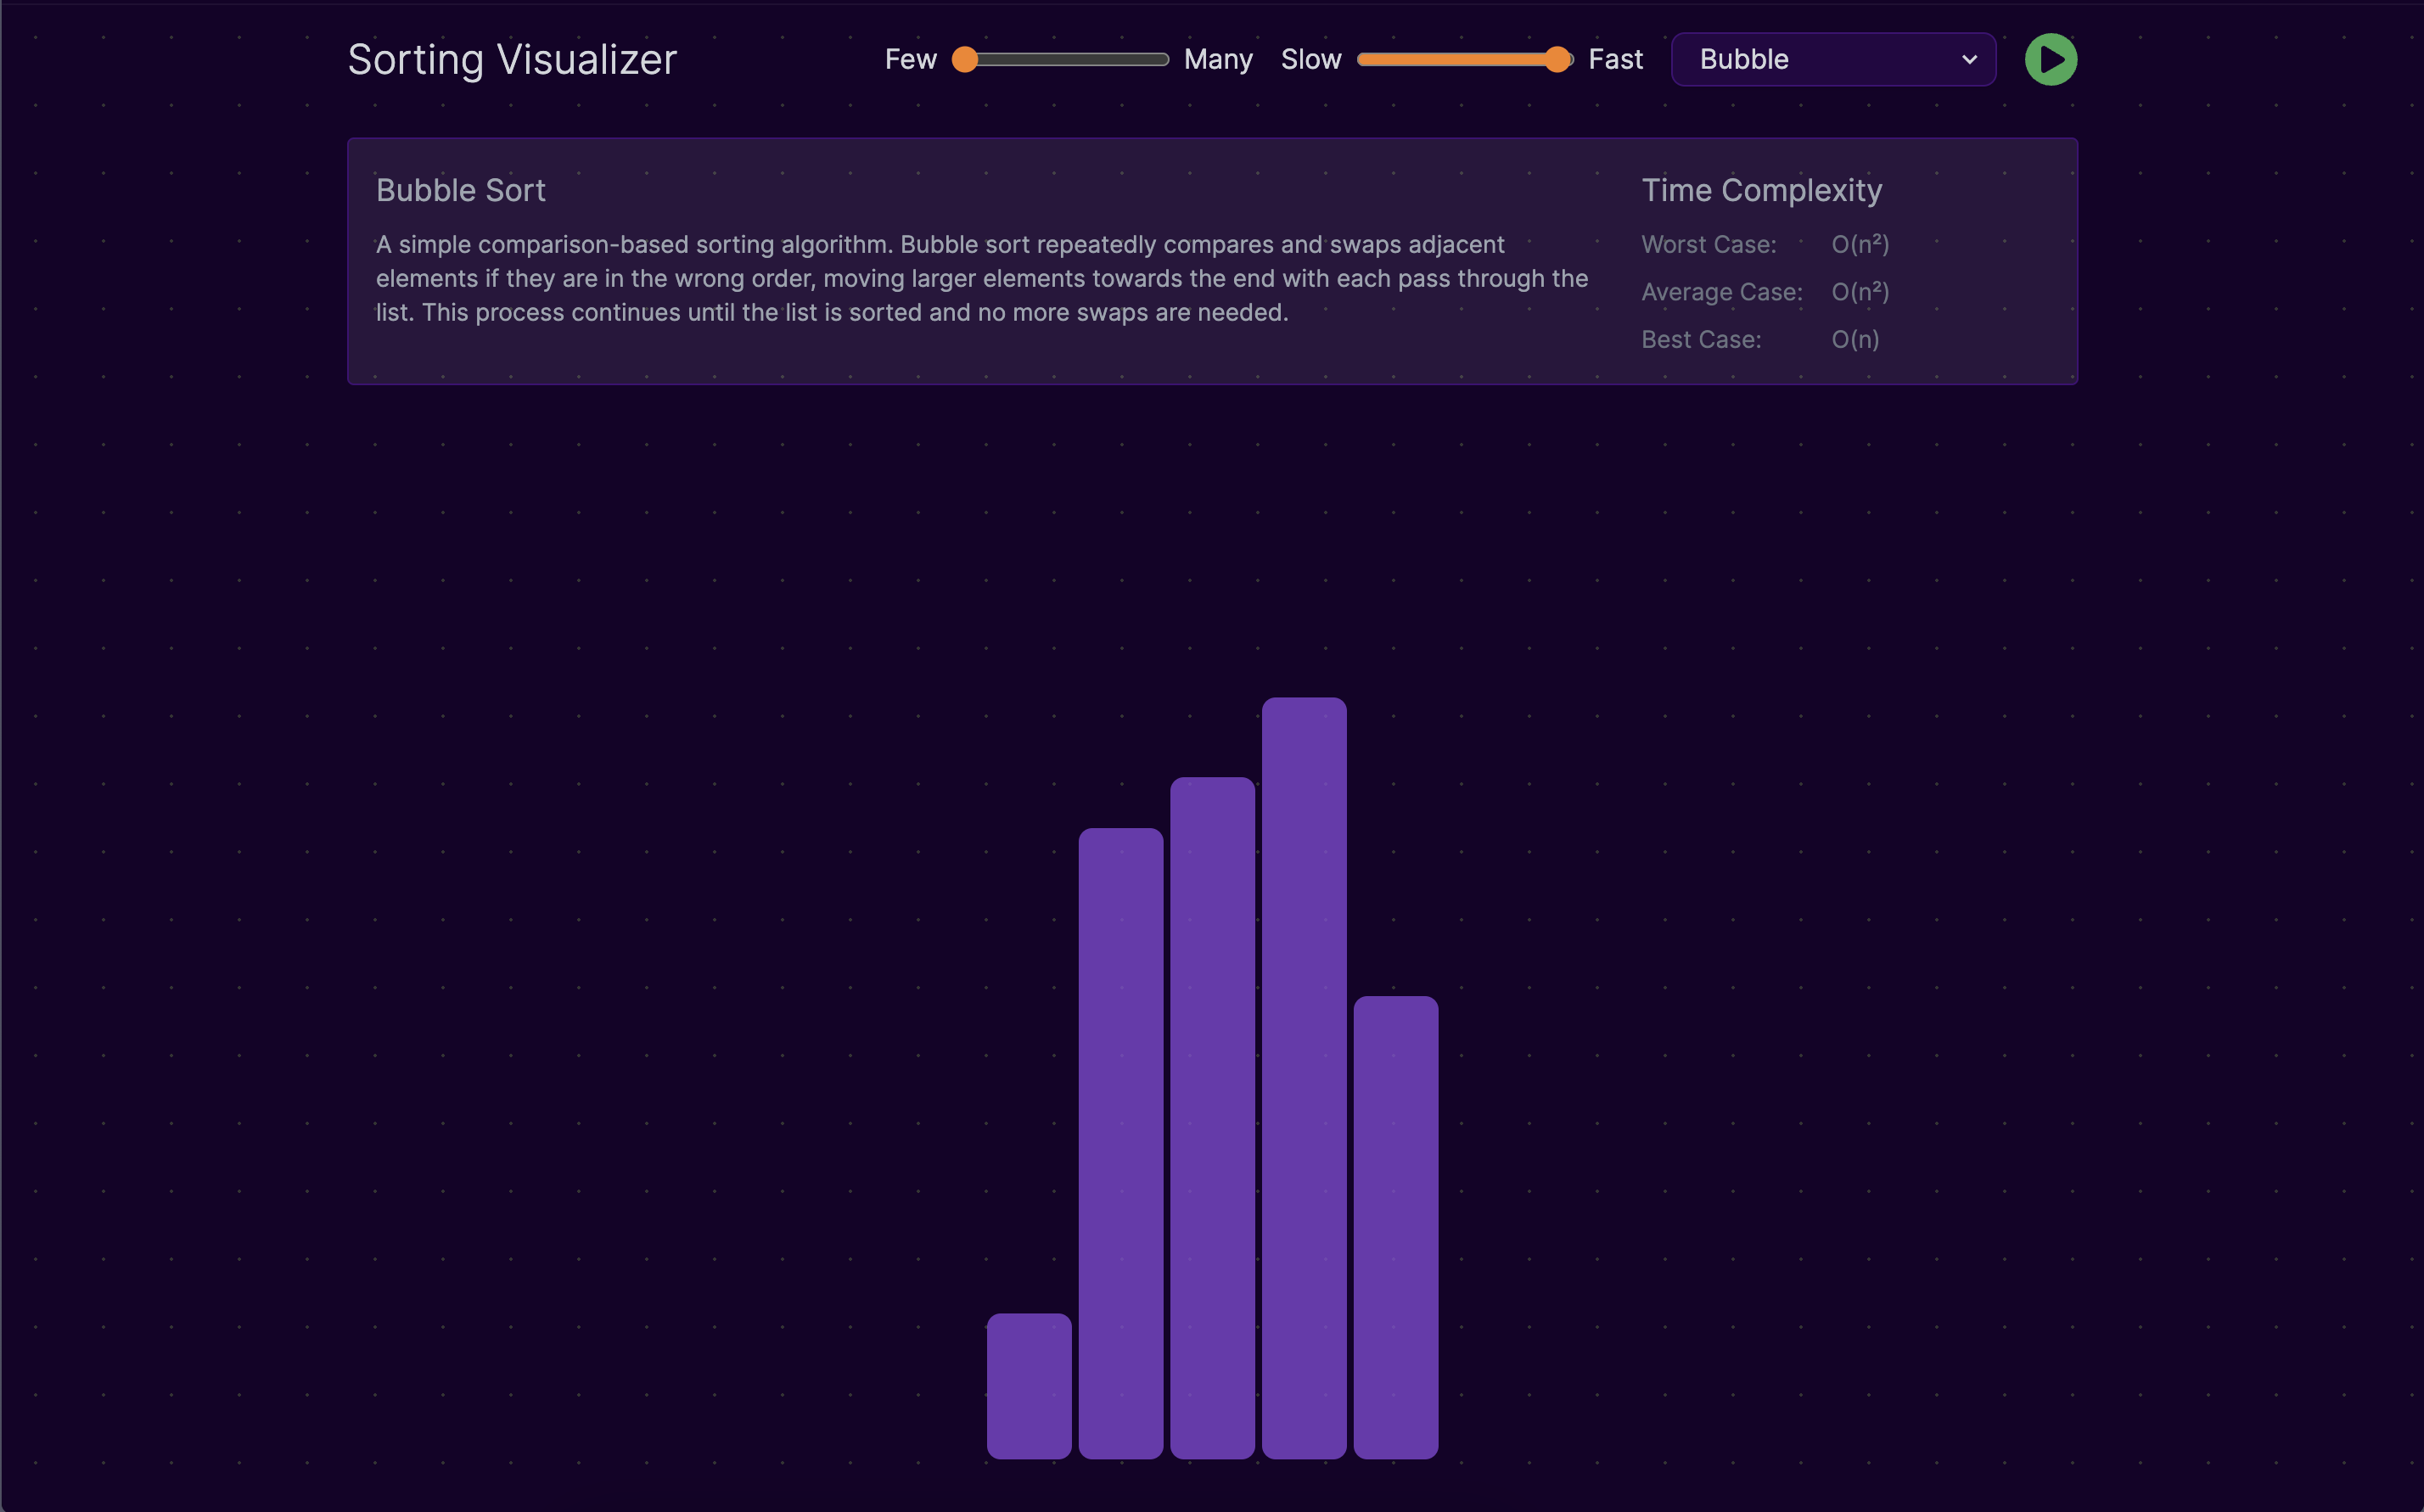 Sorting Visualizer
Few
Many
Slow
Fast
Bubble
Bubble Sort
A simple comparison-based sorting algorithm. Bubble sort repeatedly compares and swaps adjacent
elements if they are in the wrong order, moving larger elements towards the end with each pass through the
list. This process continues until the list is sorted and no more swaps are needed.
Time Complexity
Worst Case: O(n²)
Average Case: O(n²)
Best Case: O(n)